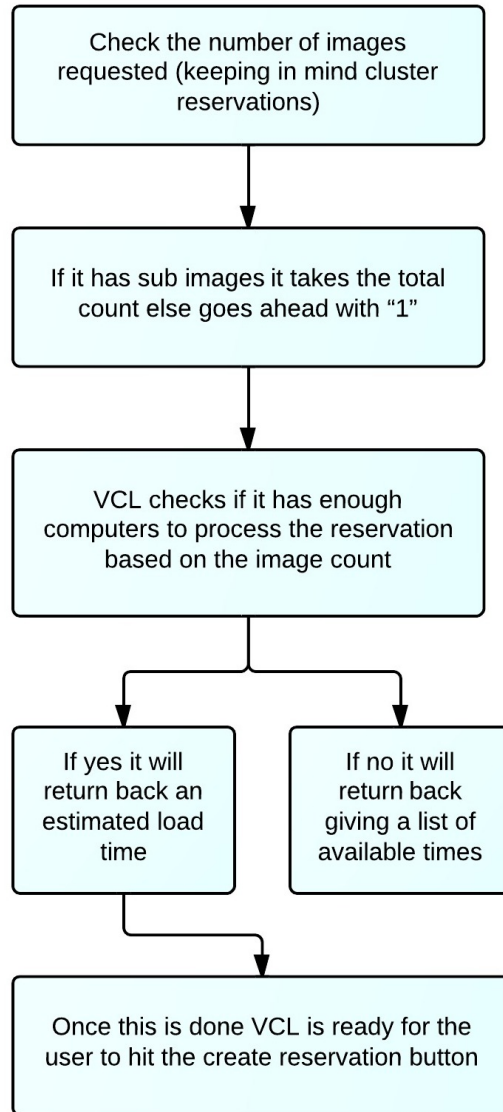 Check the number of images
requested (keeping in mind cluster
reservations)
If it has sub images it takes the total
count else goes ahead with “1”
VCL checks if it has enough
computers to process the reservation
based on the image count
If yes it will
return back an
estimated load
time
If no it will
return back
giving a list of
available times
Once this is done VCL is ready for the
user to hit the create reservation button